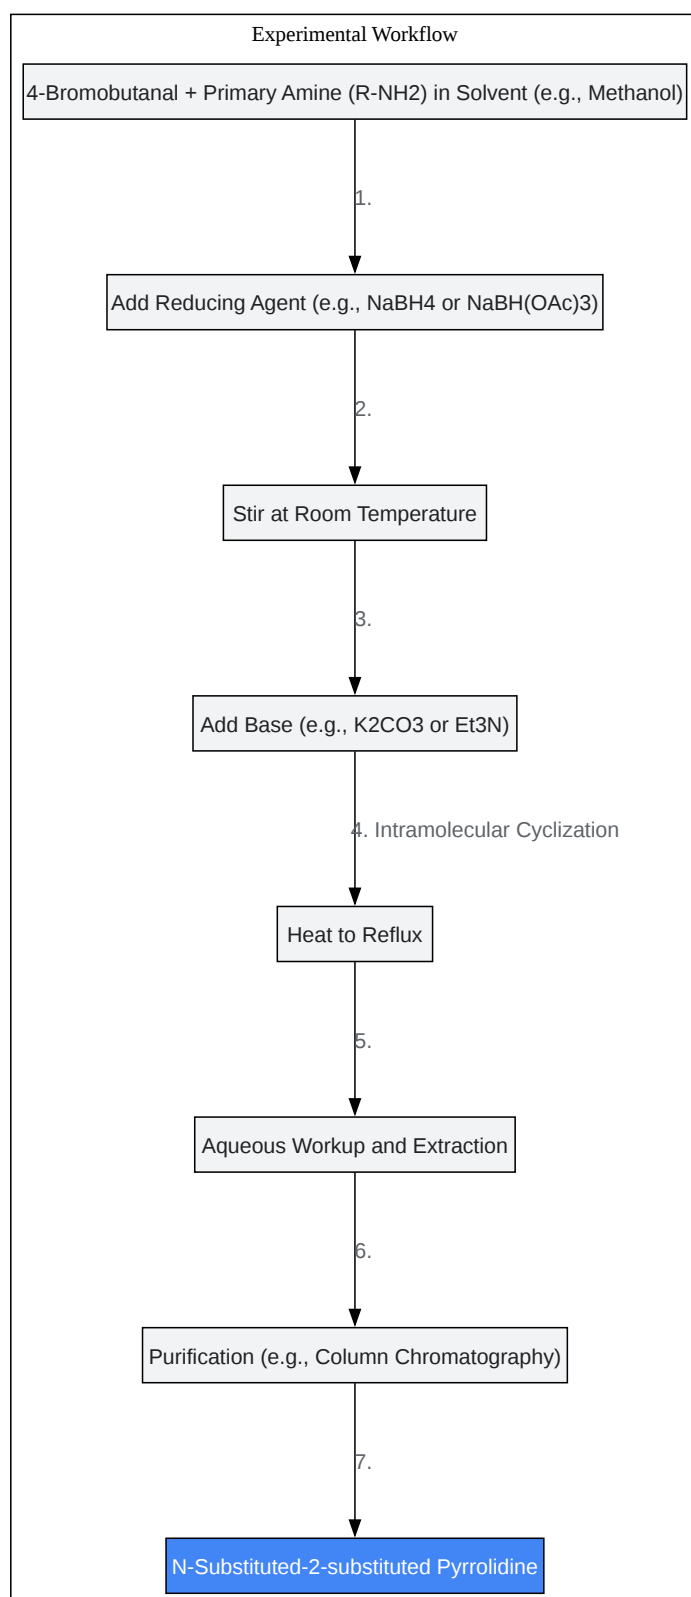 Experimental Workflow
4-Bromobutanal + Primary Amine (R-NH2) in Solvent (e.g., Methanol)
1.
Add Reducing Agent (e.g., NaBH4 or NaBH(OAc)3)
2.
Stir at Room Temperature
3.
Add Base (e.g., K2CO3 or Et3N)
4. Intramolecular Cyclization
Heat to Reflux
5.
Aqueous Workup and Extraction
6.
Purification (e.g., Column Chromatography)
7.
N-Substituted-2-substituted Pyrrolidine